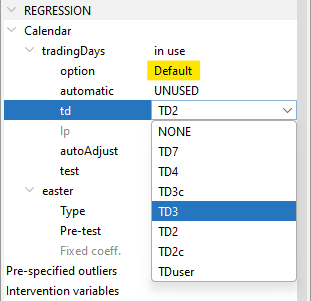 REGRESSION
Calendar
tradingDays in use
option Default
automatic UNUSED
td TD2
lp NONE
autoAdjust TD7
test TD4
easter TD3c
Type TD3
Pre-test TD2
Fixed coeff. TD2c
Pre-specified outliers TDuser
Intervention variables